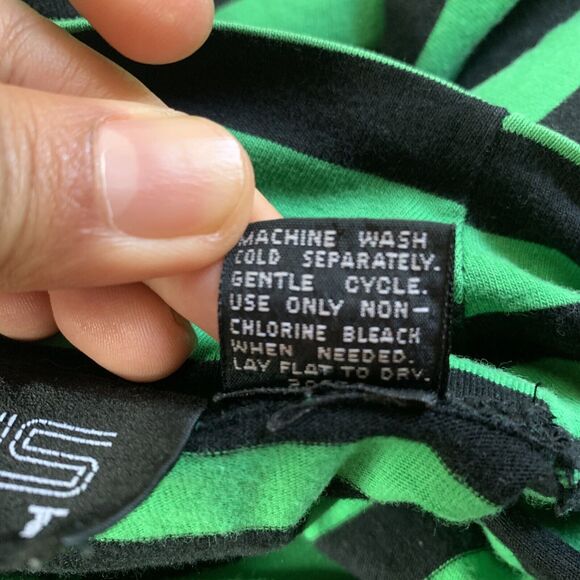 MACHINE WASH
COLD SEPARATELY.
GENTLE CYCLE.
USE ONLY NON-
CHLORINE BLEACH
WHEN NEEDED.
LAY FLAT TO DRY.